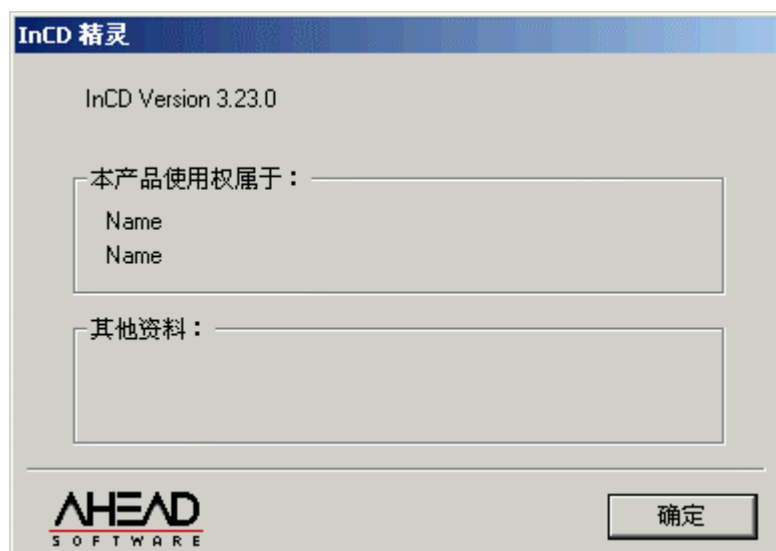 InCD 精灵
InCD Version 3.23.0
本产品使用权属于：
Name
Name
其他资料：
AHEAD
SOFTWARE
确定